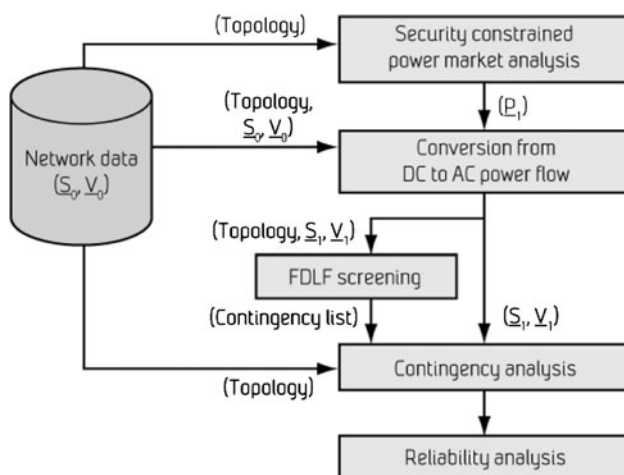 (Topology)
Security constrained
power market analysis
(P₁)
(Topology,
S₀, V₀)
Network data
(S₀, V₀)
Conversion from
DC to AC power flow
(Topology, S₁, V₁)
FDLF screening
(Contingency list)
(S₁, V₁)
Contingency analysis
(Topology)
Reliability analysis